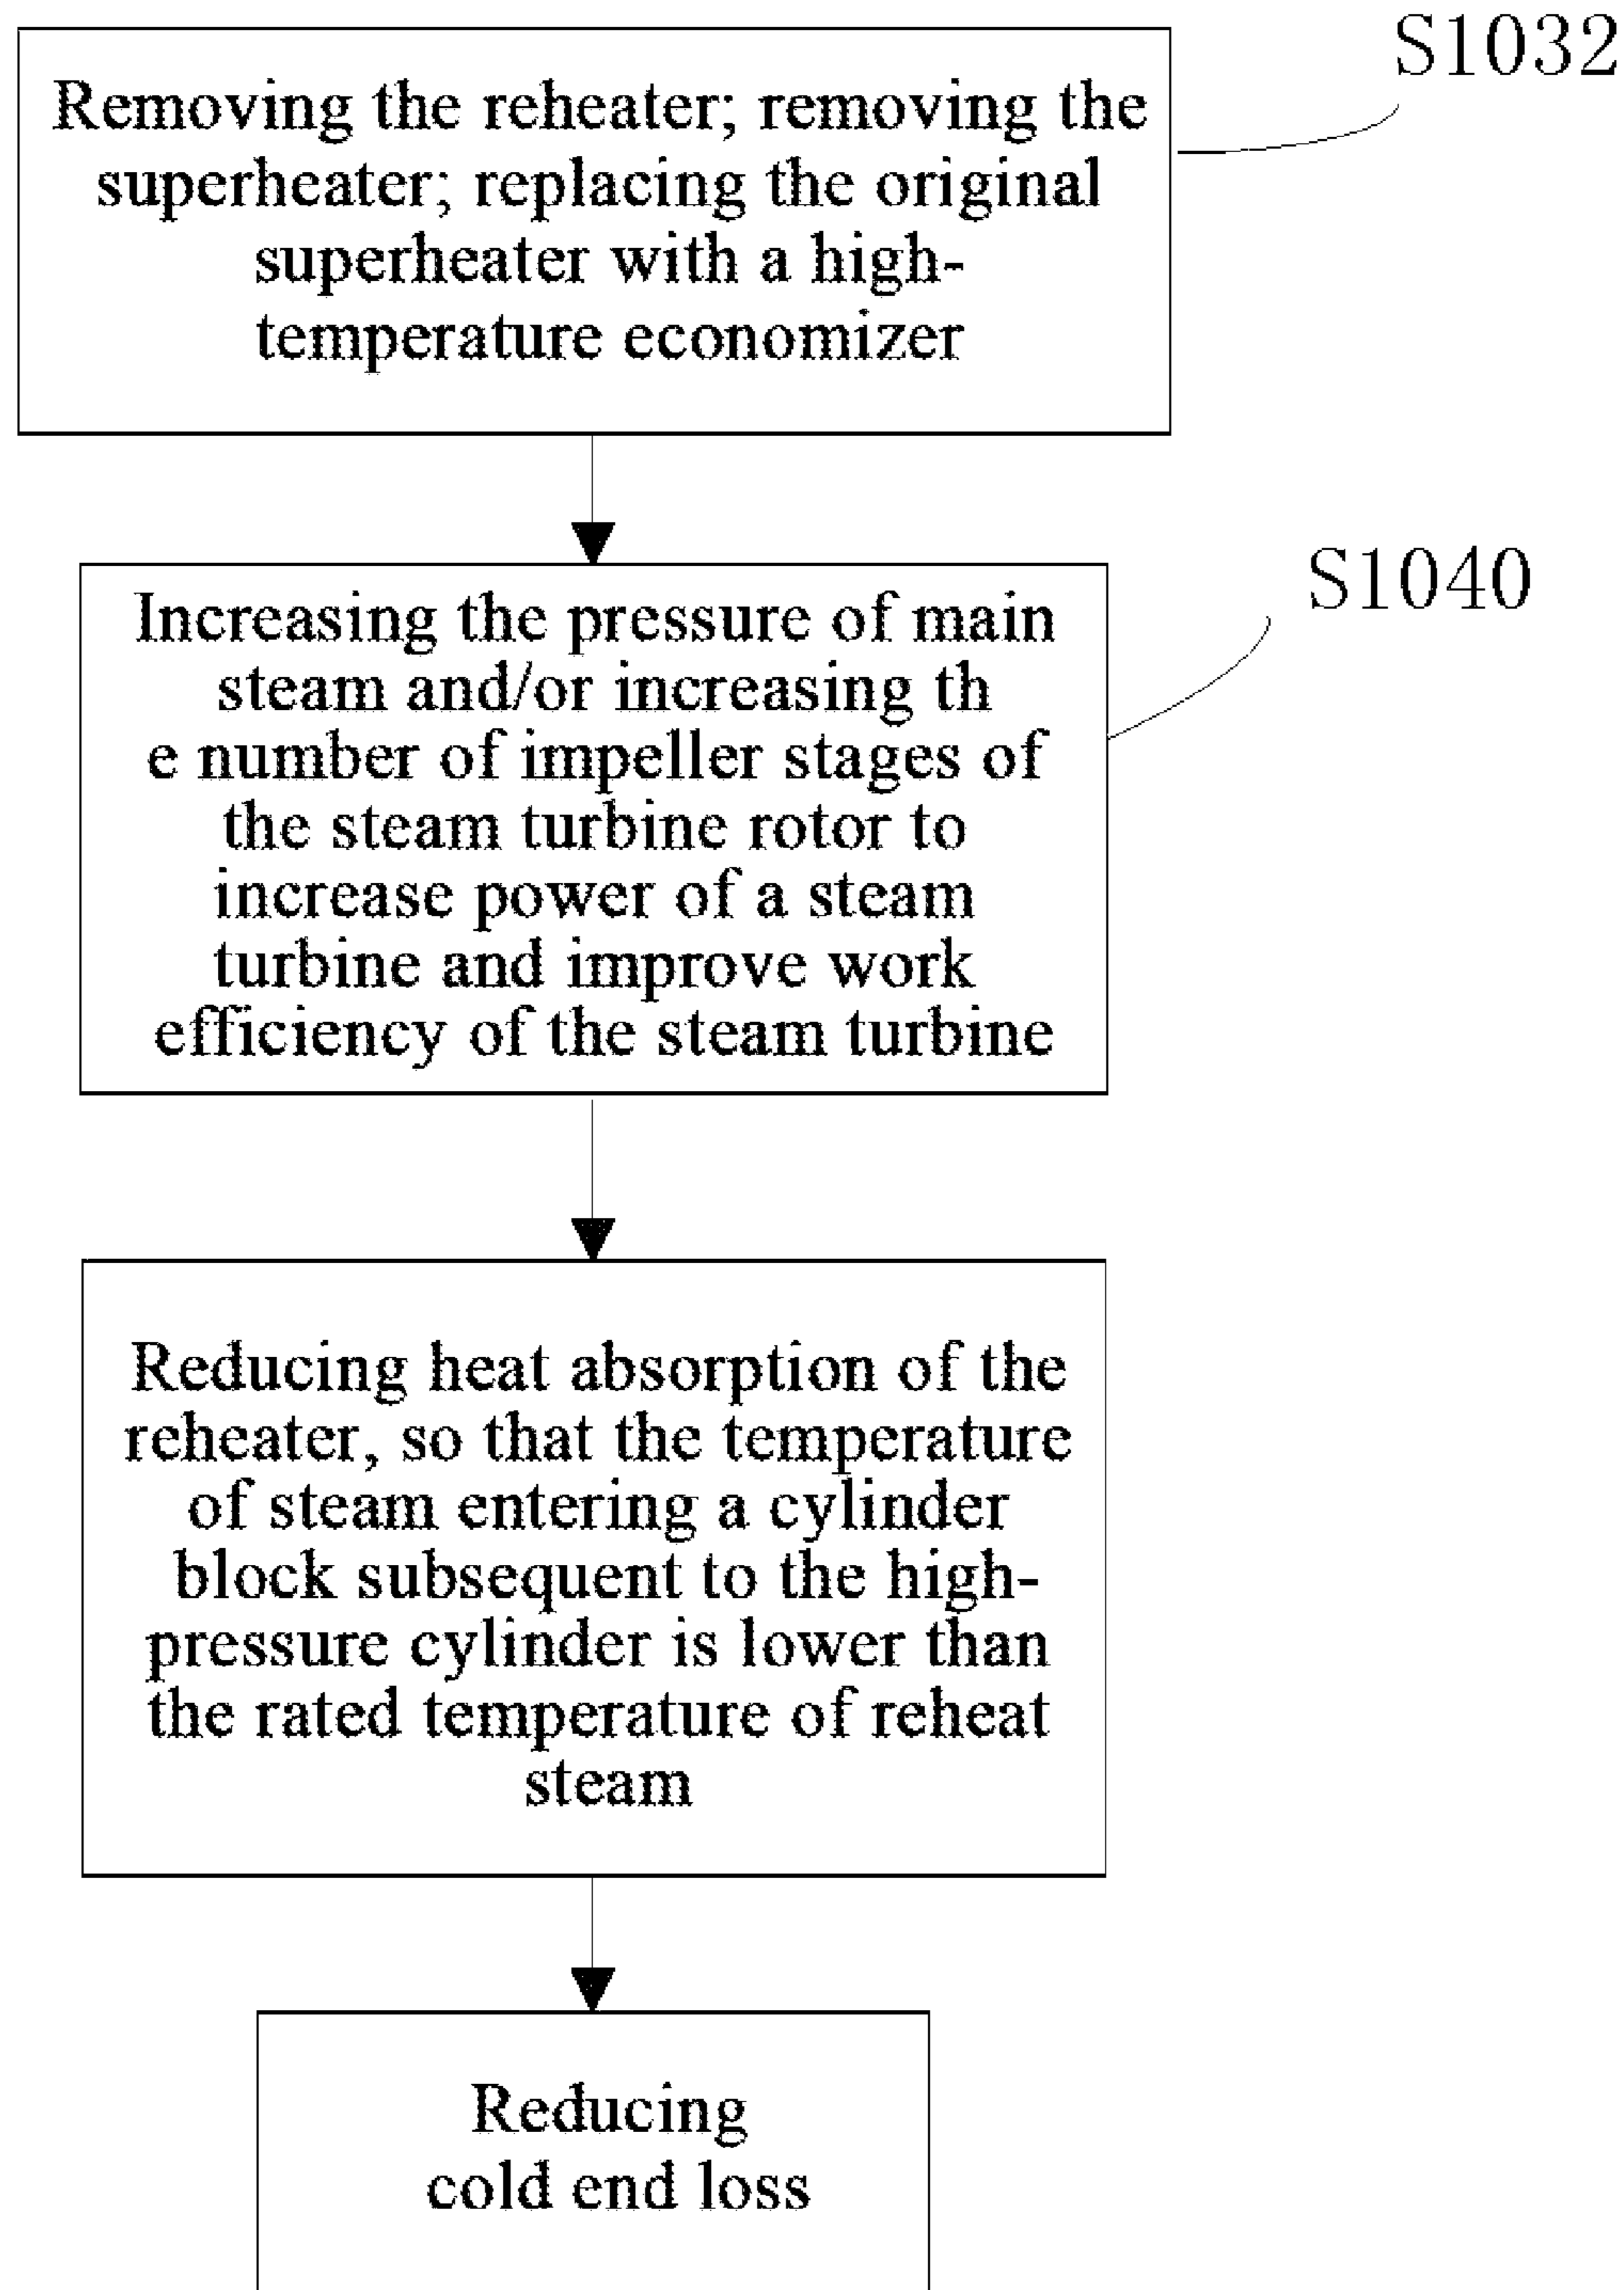 S1032
Removing the reheater; removing the
superheater; replacing the original
superheater with a high-
temperature economizer
S1040
Increasing the pressure of main
steam and/or increasing th
e number of impeller stages of
the steam turbine rotor to
increase power of a steam
turbine and improve work
efficiency of the steam turbine
Reducing heat absorption of the
reheater, so that the temperature
of steam entering a cylinder
block subsequent to the high-
pressure cylinder is lower than
the rated temperature of reheat
steam
Reducing
cold end loss